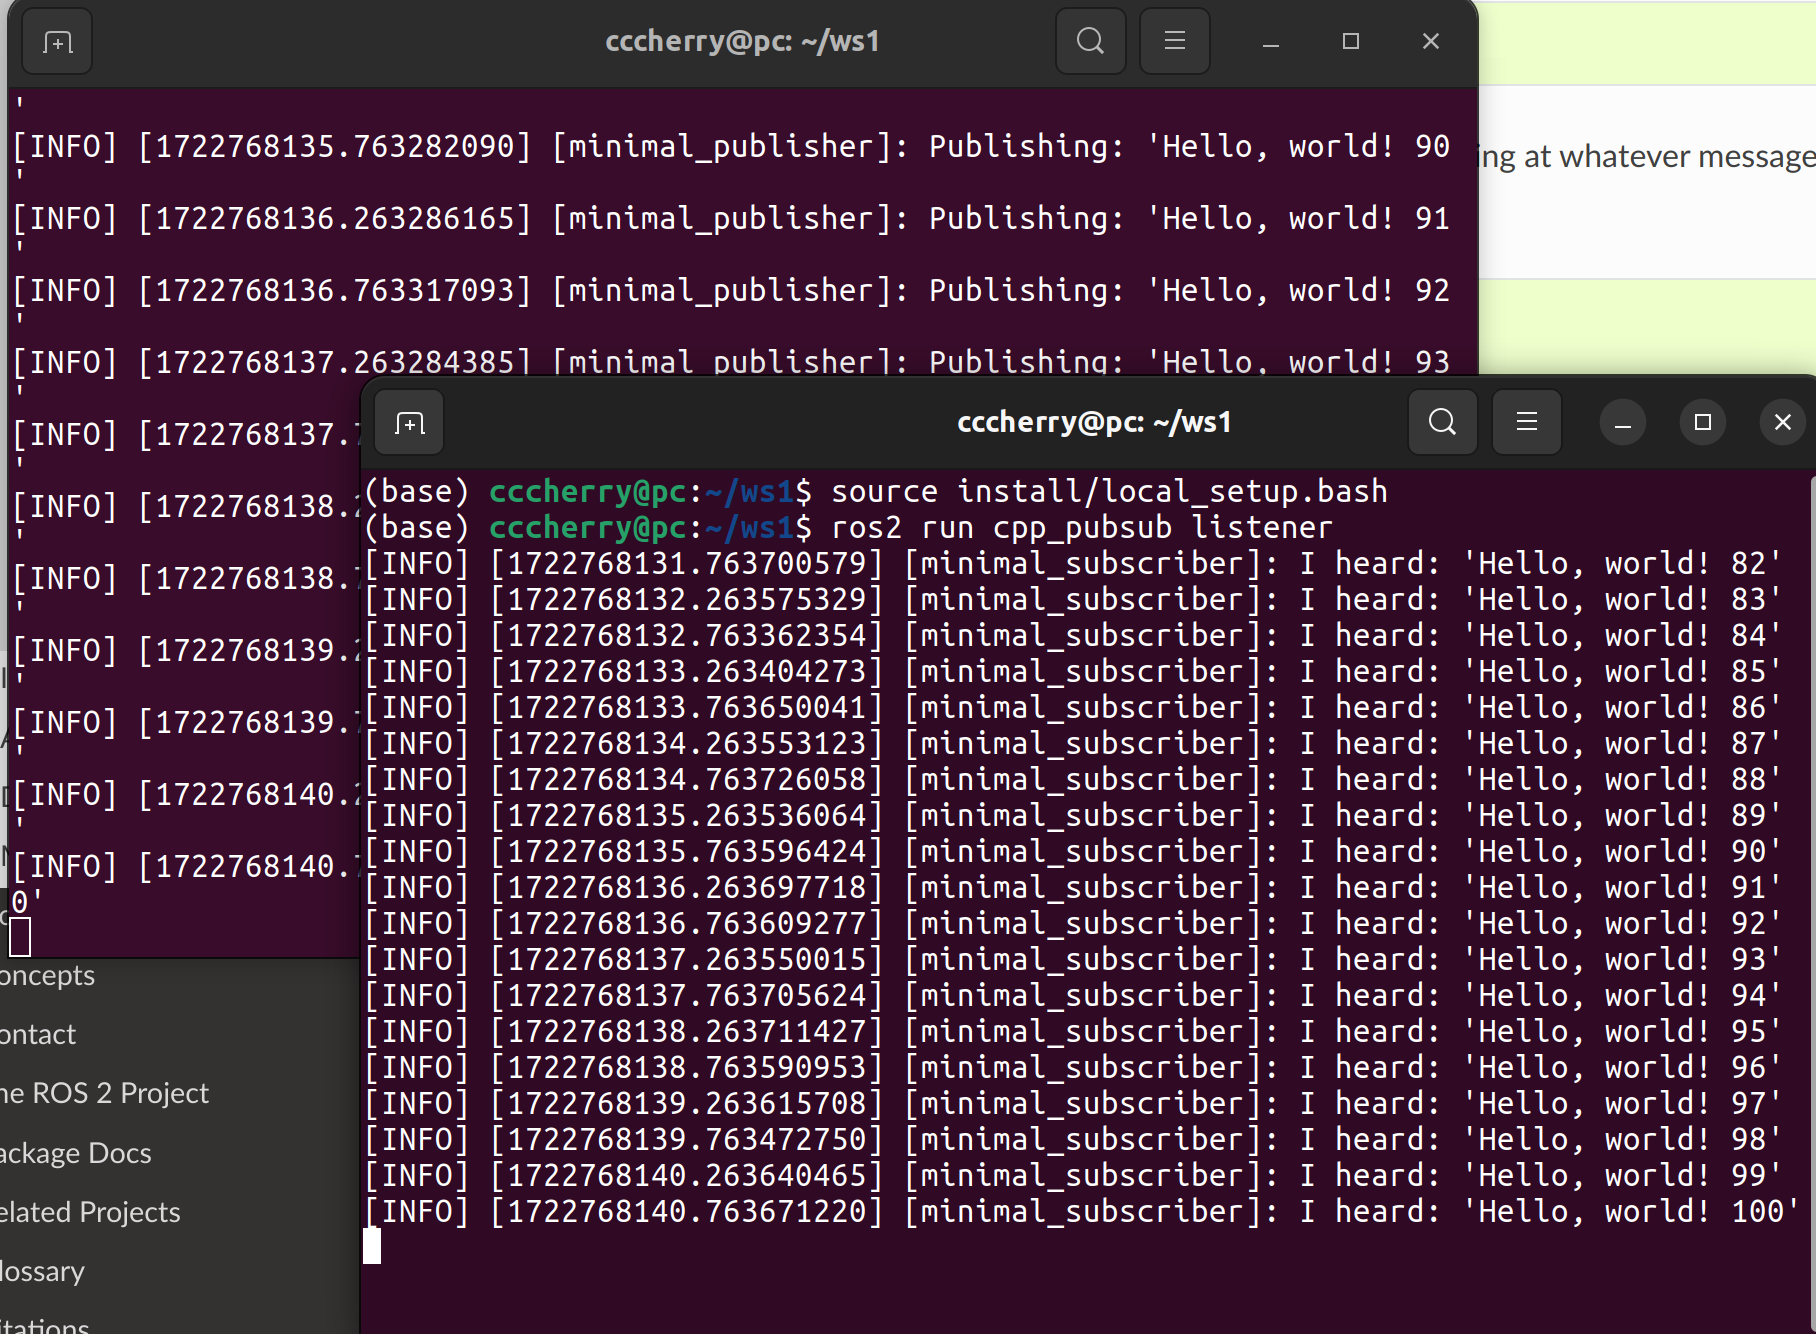 cccherry@pc: ~/ws1
'
[INFO] [1722768135.763282090] [minimal_publisher]: Publishing: 'Hello, world! 90
'
[INFO] [1722768136.263286165] [minimal_publisher]: Publishing: 'Hello, world! 91
'
[INFO] [1722768136.763317093] [minimal_publisher]: Publishing: 'Hello, world! 92
'
[INFO] [1722768137.263284385] [minimal_publisher]: Publishing: 'Hello, world! 93
'
[INFO] [1722768137.
'
[INFO] [1722768138.2
'
[INFO] [1722768138.
'
[INFO] [1722768139.2
'
[INFO] [1722768139.
'
[INFO] [1722768140.2
'
[INFO] [1722768140.
0'
at whatever message
cccherry@pc: ~/ws1
(base) cccherry@pc:~/ws1$ source install/local_setup.bash
(base) cccherry@pc:~/ws1$ ros2 run cpp_pubsub listener
[INFO] [1722768131.763700579] [minimal_subscriber]: I heard: 'Hello, world! 82'
[INFO] [1722768132.263575329] [minimal_subscriber]: I heard: 'Hello, world! 83'
[INFO] [1722768132.763362354] [minimal_subscriber]: I heard: 'Hello, world! 84'
[INFO] [1722768133.263404273] [minimal_subscriber]: I heard: 'Hello, world! 85'
[INFO] [1722768133.763650041] [minimal_subscriber]: I heard: 'Hello, world! 86'
[INFO] [1722768134.263553123] [minimal_subscriber]: I heard: 'Hello, world! 87'
[INFO] [1722768134.763726058] [minimal_subscriber]: I heard: 'Hello, world! 88'
[INFO] [1722768135.263536064] [minimal_subscriber]: I heard: 'Hello, world! 89'
[INFO] [1722768135.763596424] [minimal_subscriber]: I heard: 'Hello, world! 90'
[INFO] [1722768136.263697718] [minimal_subscriber]: I heard: 'Hello, world! 91'
[INFO] [1722768136.763609277] [minimal_subscriber]: I heard: 'Hello, world! 92'
[INFO] [1722768137.263550015] [minimal_subscriber]: I heard: 'Hello, world! 93'
[INFO] [1722768137.763705624] [minimal_subscriber]: I heard: 'Hello, world! 94'
[INFO] [1722768138.263711427] [minimal_subscriber]: I heard: 'Hello, world! 95'
[INFO] [1722768138.763590953] [minimal_subscriber]: I heard: 'Hello, world! 96'
[INFO] [1722768139.263615708] [minimal_subscriber]: I heard: 'Hello, world! 97'
[INFO] [1722768139.763472750] [minimal_subscriber]: I heard: 'Hello, world! 98'
[INFO] [1722768140.263640465] [minimal_subscriber]: I heard: 'Hello, world! 99'
[INFO] [1722768140.763671220] [minimal_subscriber]: I heard: 'Hello, world! 100'
oncepts
ontact
he ROS 2 Project
ackage Docs
elated Projects
lossary
itations